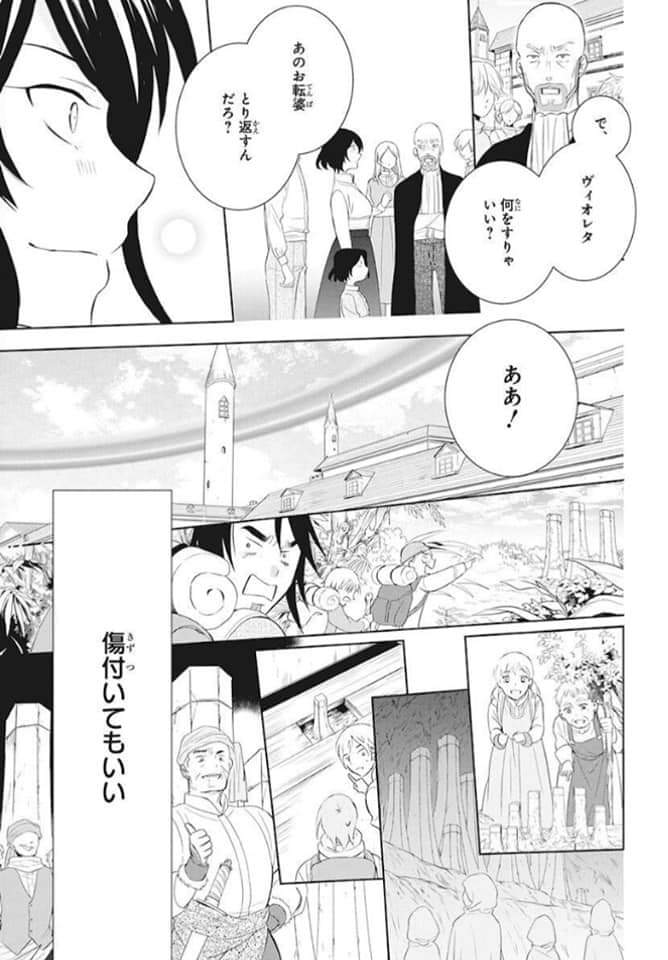 で、
ヴィオレタ
何をすりゃ
いい?
あのお転婆
とり返すん
だろ?
ああ!
傷付いてもいい